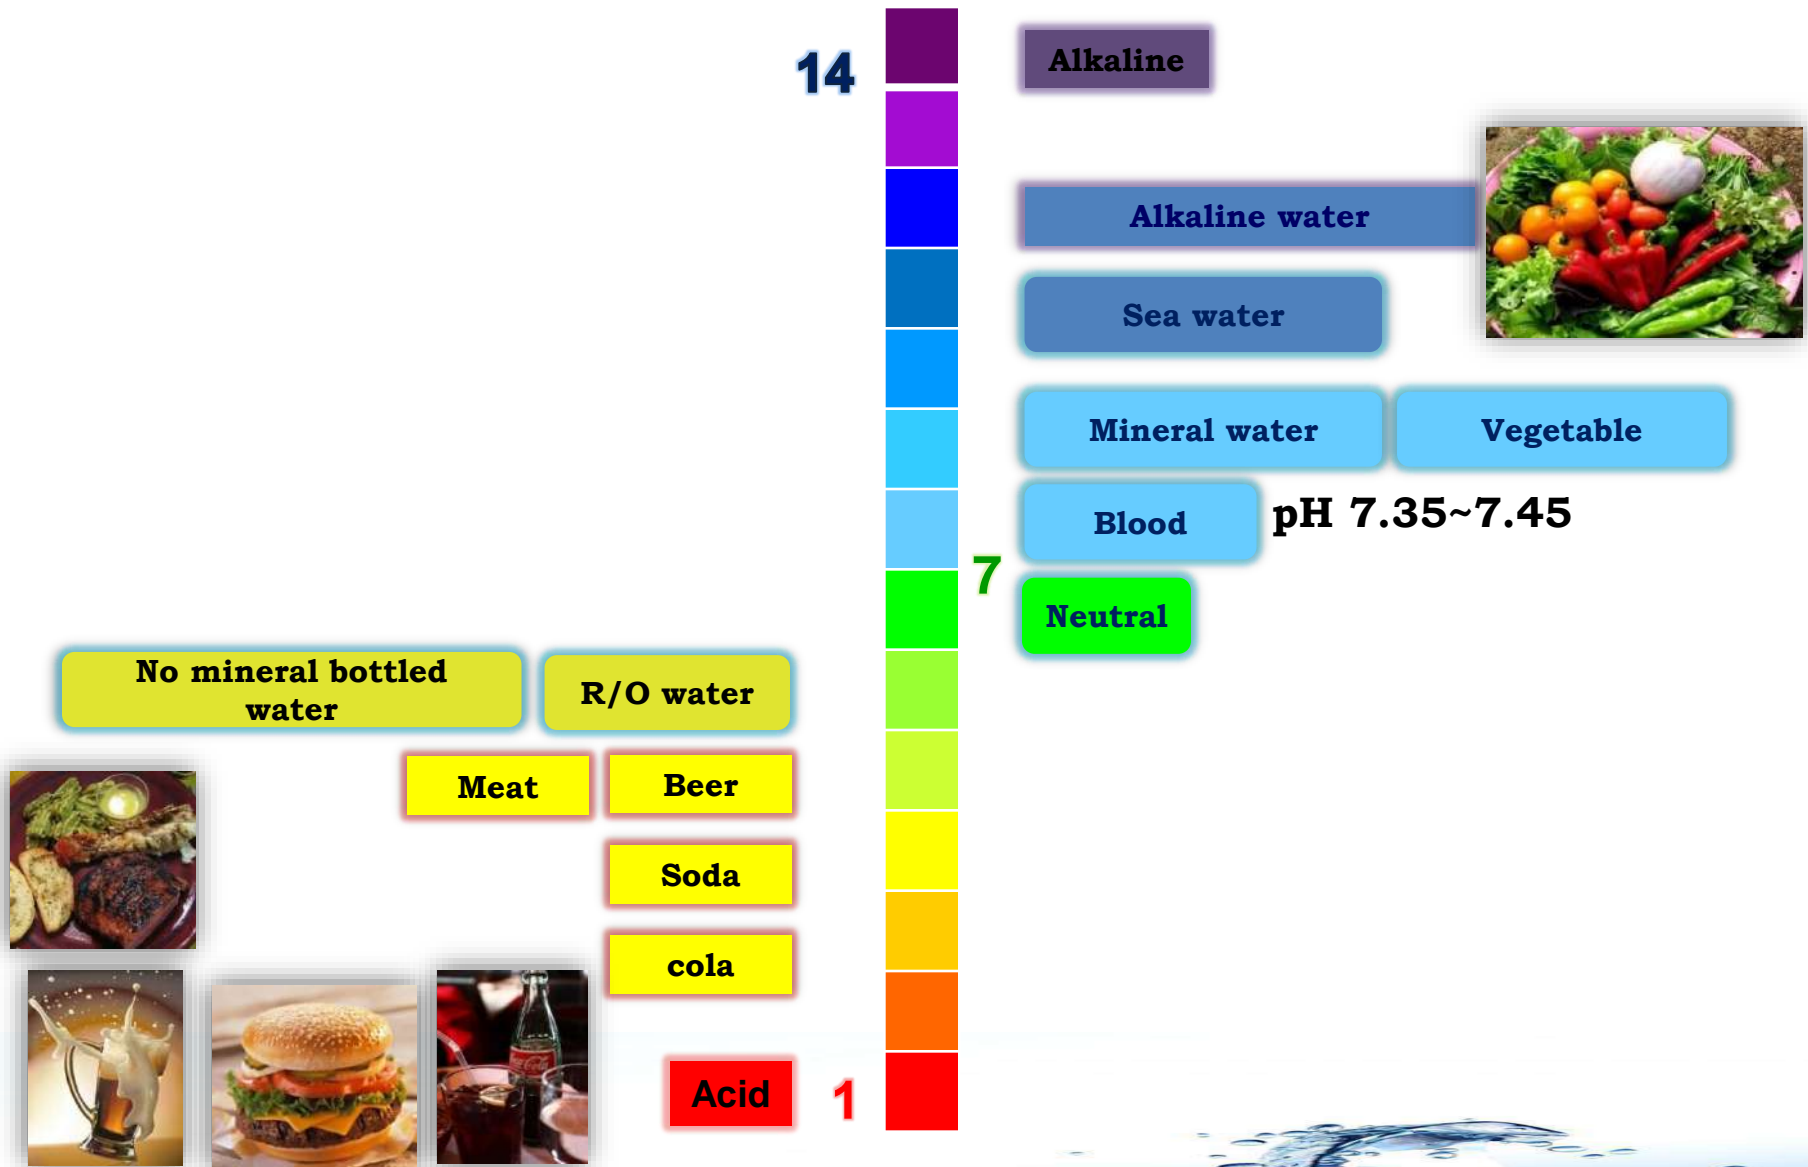 14
Alkaline
Alkaline water
Sea water
Mineral water
Vegetable
Blood
pH 7.35~7.45
7
Neutral
No mineral bottled
water
R/O water
Meat
Beer
Soda
cola
Acid
1